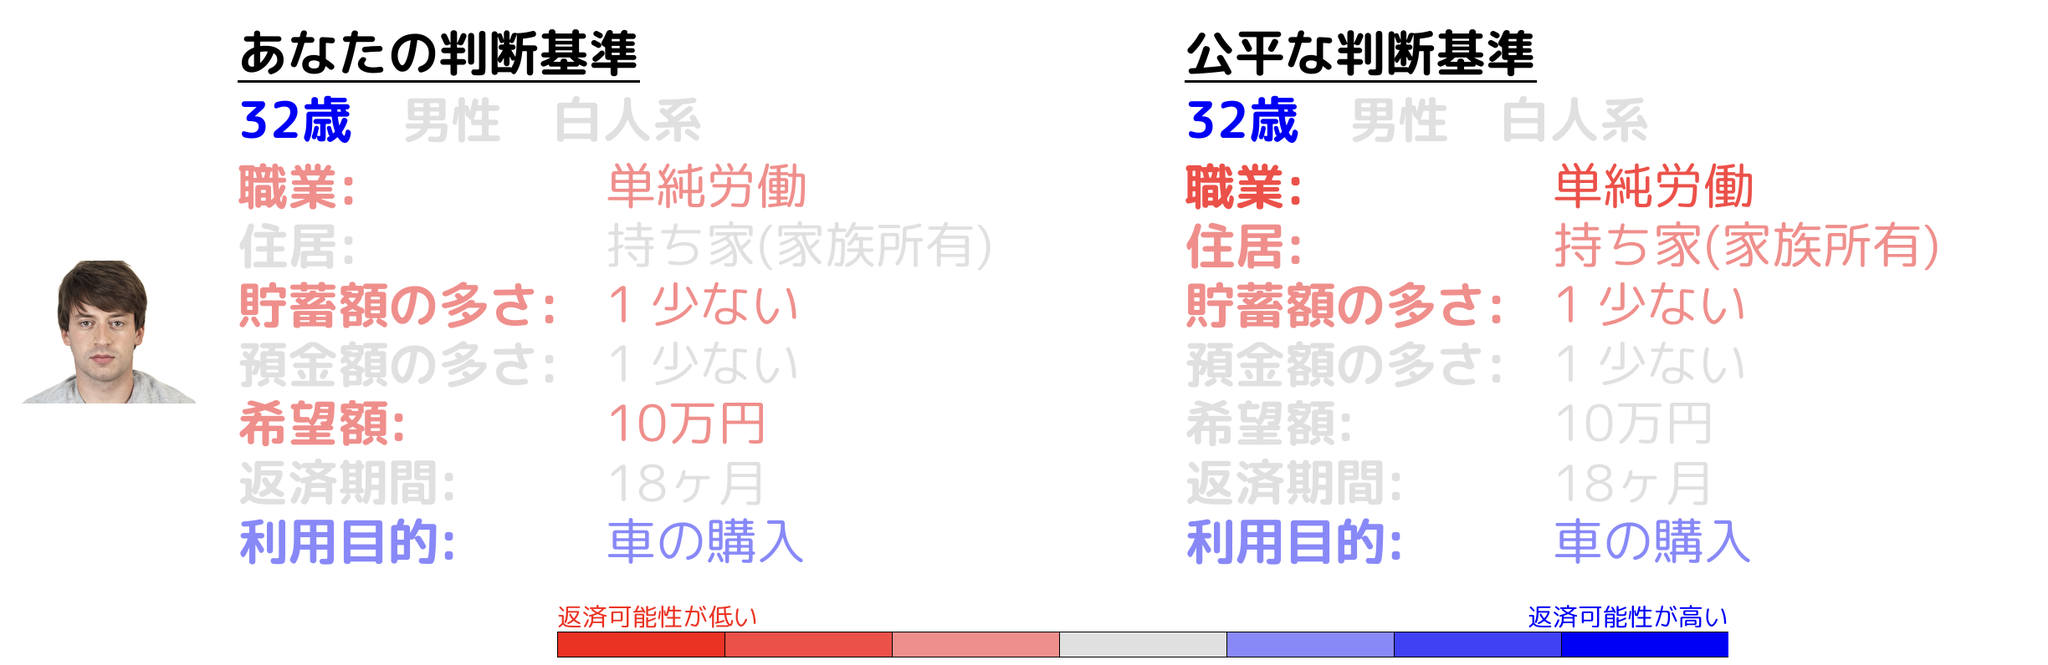 あなたの判断基準
32歳 男性 白人系
職業: 単純労働
住居: 持ち家(家族所有)
貯蓄額の多さ: 1 少ない
預金額の多さ: 1 少ない
希望額: 10万円
返済期間: 18ヶ月
利用目的: 車の購入
公平な判断基準
32歳 男性 白人系
職業: 単純労働
住居: 持ち家(家族所有)
貯蓄額の多さ: 1 少ない
預金額の多さ: 1 少ない
希望額: 10万円
返済期間: 18ヶ月
利用目的: 車の購入
返済可能性が低い
返済可能性が高い